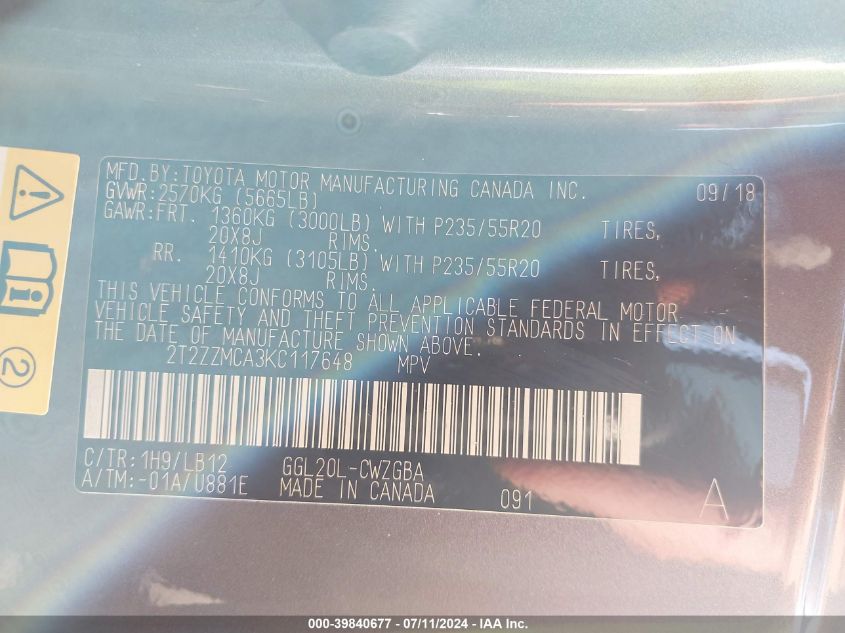 MFD. BY: TOYOTA MOTOR MANUFACTURING CANADA INC. 09/18
GVWR: 2570KG (5665LB)
GAWR: FRT. 1360KG (3000LB) WITH P235/55R20 TIRES,
20X8J RIMS.
RR. 1410KG (3105LB) WITH P235/55R20 TIRES,
20X8J RIMS.
THIS VEHICLE CONFORMS TO ALL APPLICABLE FEDERAL MOTOR
VEHICLE SAFETY AND THEFT PREVENTION STANDARDS IN EFFECT ON
THE DATE OF MANUFACTURE SHOWN ABOVE.
2T2ZZMCA3KC117648 MPV
C/TR: 1H9/LB12 GGL20L-CWZGBA
A/TM: -01A/U881E MADE IN CANADA 091 A
2
000-39840677 - 07/11/2024 - IAA Inc.